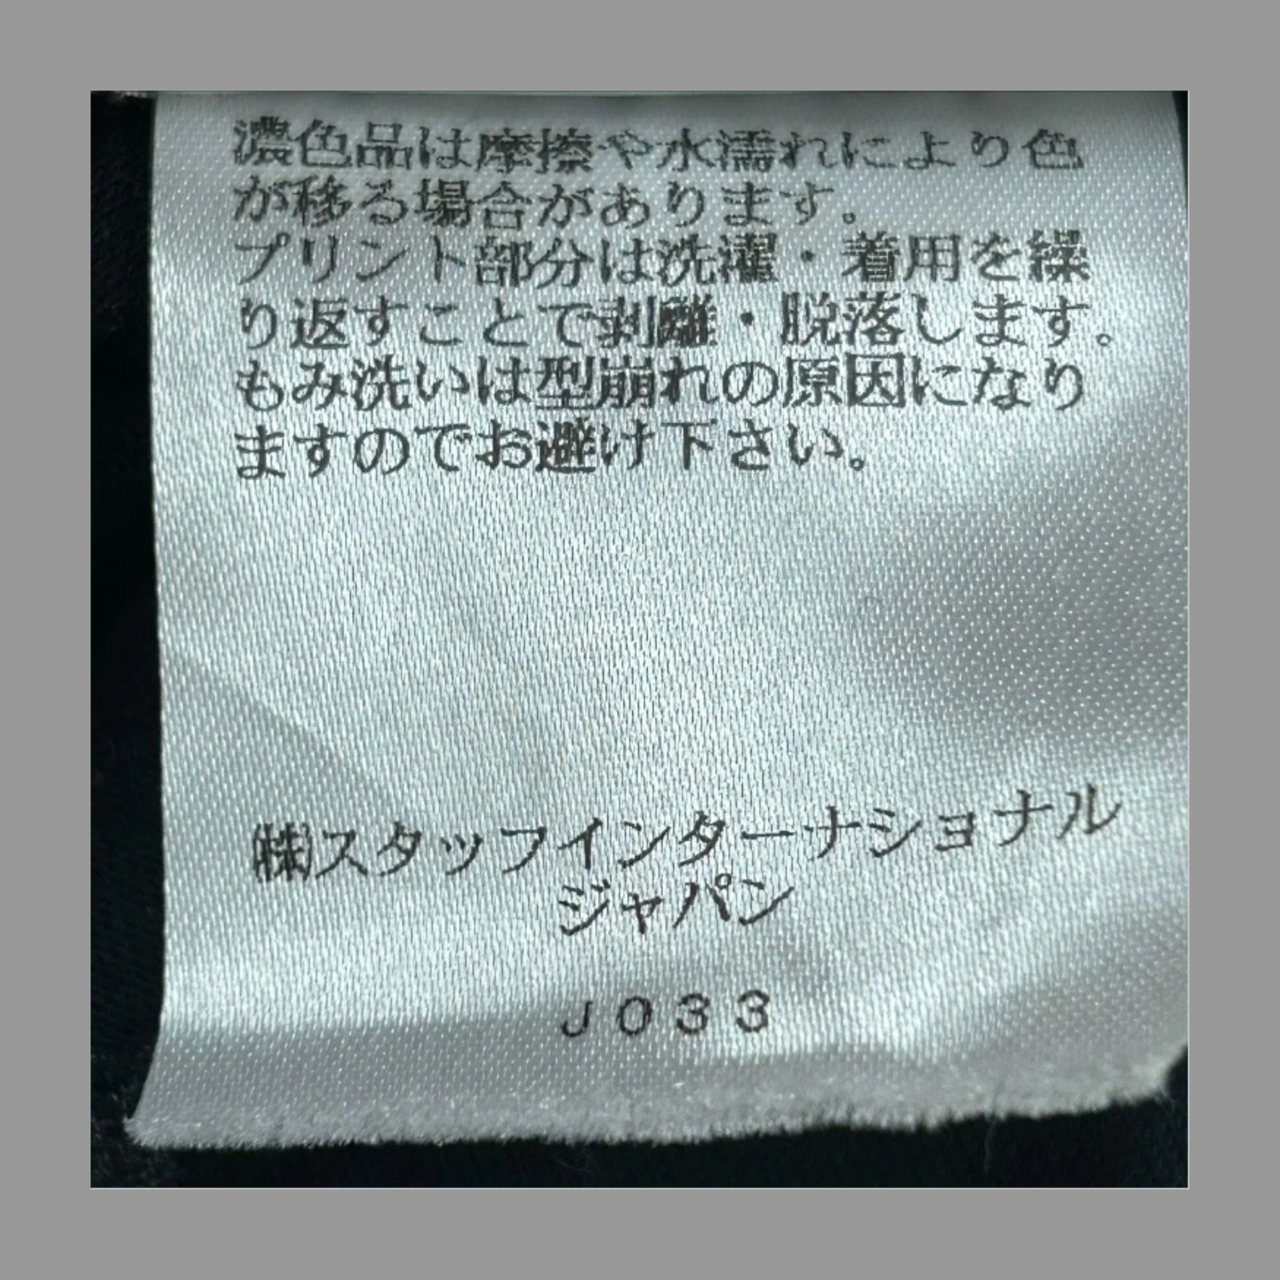 濃色品は摩擦や水濡れにより色
が移る場合があります。
プリント部分は洗濯・着用を繰
り返すことで剥離・脱落します。
もみ洗いは型崩れの原因になり
ますのでお避け下さい。
㈱スタッフインターナショナル
ジャパン
J033